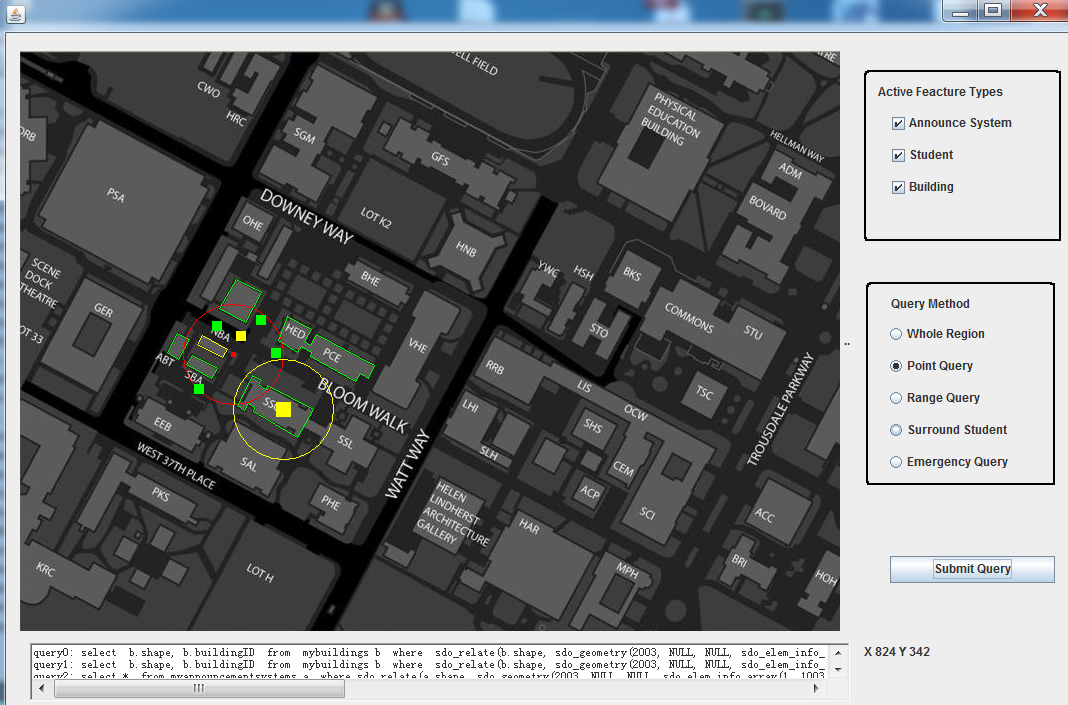 ELL FIELD
CWO
HRC
SGM
GFS
PHYSICAL
EDUCATION
BUILDING
HELLMAN WAY
ADM
BOVARD
ORB
PSA
DOWNEY WAY
LOT K2
OHE
HNB
BHE
YWC
HSH
BKS
COMMONS
STU
STO
SCENE
DOCK
THEATRE
GER
OT 33
NBA
HED
PCE
VHE
ABT
SBA
BLOOM WALK
RRB
LIS
OCW
TSC
TROUSDALE PARKWAY
SS
EEB
SSL
LHI
SLH
SHS
CEM
WEST 37TH PLACE
SAL
WATT WAY
PKS
PHE
HELEN
LINDHERST
ARCHITECTURE
GALLERY
ACP
HAR
SCI
ACC
KRC
LOT H
MPH
BRI
HOH
Active Feacture Types
Announce System
Student
Building
Query Method
Whole Region
Point Query
Range Query
Surround Student
Emergency Query
..
Submit Query
X 824 Y 342
query0: select b.shape, b.buildingID from mybuildings b where sdo_relate(b.shape, sdo_geometry(2003, NULL, NULL, sdo_elem_info_
query1: select b.shape, b.buildingID from mybuildings b where sdo_relate(b.shape, sdo_geometry(2003, NULL, NULL, sdo_elem_info_
query2: select * from myannouncementsystems a where sdo_relate(a.shape, sdo_geometry(2003, NULL, NULL, sdo_elem_info_array(1, 1003